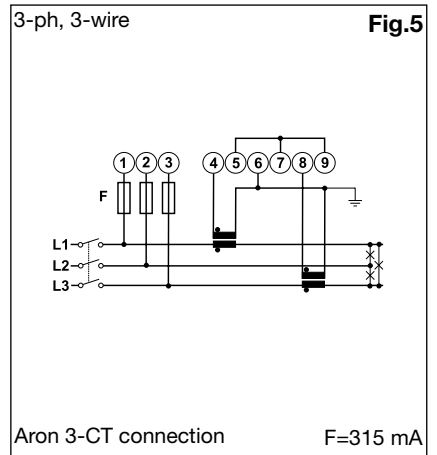 3-ph, 3-wire Fig.5
1 2 3 4 5 6 7 8 9
F
L1
L2
L3
Aron 3-CT connection F=315 mA